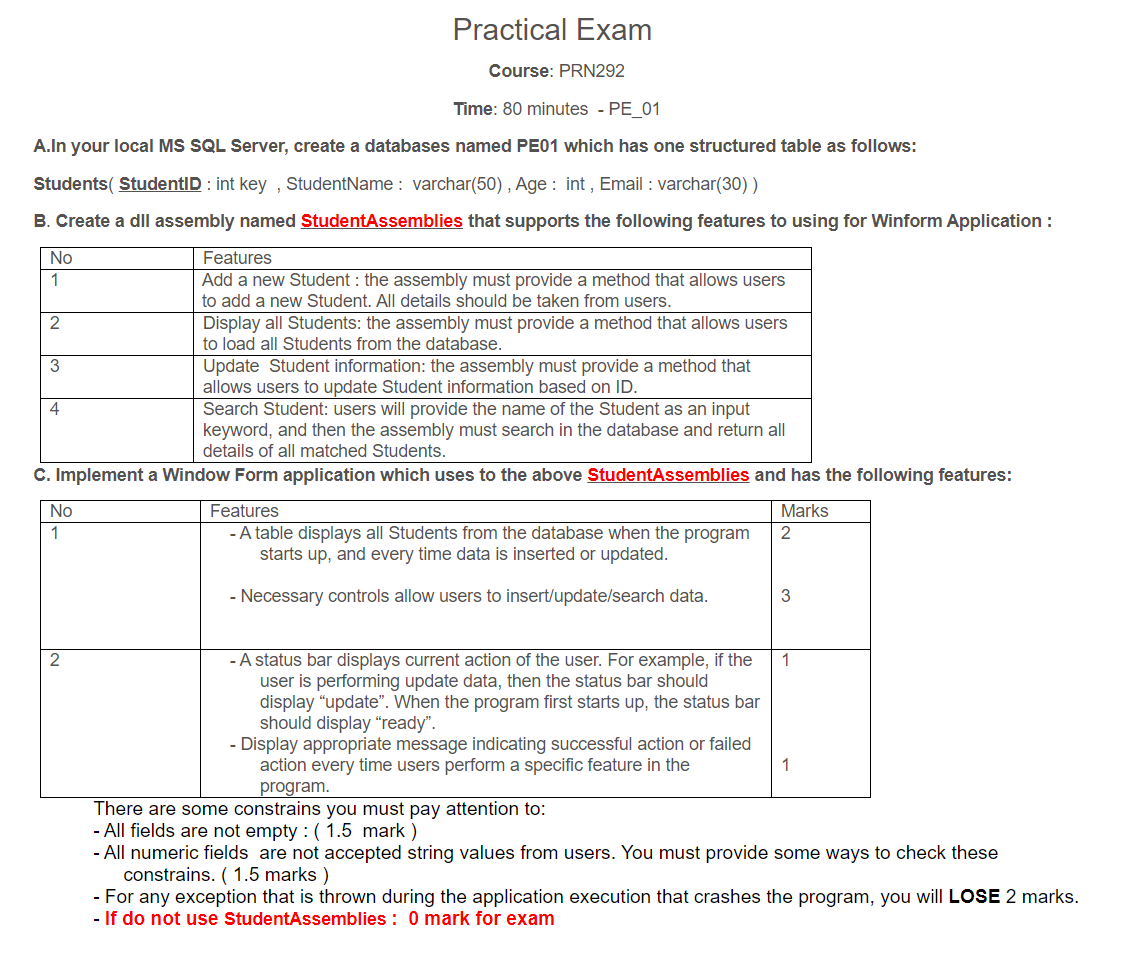 Practical Exam
Course: PRN292
Time: 80 minutes - PE_01
A.In your local MS SQL Server, create a databases named PE01 which has one structured table as follows:
Students( StudentID : int key , StudentName : varchar(50) , Age : int , Email : varchar(30) )
B. Create a dll assembly named StudentAssemblies that supports the following features to using for Winform Application :
No Features
1 Add a new Student : the assembly must provide a method that allows users
to add a new Student. All details should be taken from users.
2 Display all Students: the assembly must provide a method that allows users
to load all Students from the database.
3 Update Student information: the assembly must provide a method that
allows users to update Student information based on ID.
4 Search Student: users will provide the name of the Student as an input
keyword, and then the assembly must search in the database and return all
details of all matched Students.
C. Implement a Window Form application which uses to the above StudentAssemblies and has the following features:
No Features Marks
1 - A table displays all Students from the database when the program 2
starts up, and every time data is inserted or updated.
- Necessary controls allow users to insert/update/search data. 3
2 - A status bar displays current action of the user. For example, if the 1
user is performing update data, then the status bar should
display “update”. When the program first starts up, the status bar
should display “ready”.
- Display appropriate message indicating successful action or failed
action every time users perform a specific feature in the 1
program.
There are some constrains you must pay attention to:
- All fields are not empty : ( 1.5 mark )
- All numeric fields are not accepted string values from users. You must provide some ways to check these
constrains. ( 1.5 marks )
- For any exception that is thrown during the application execution that crashes the program, you will LOSE 2 marks.
- If do not use StudentAssemblies : 0 mark for exam